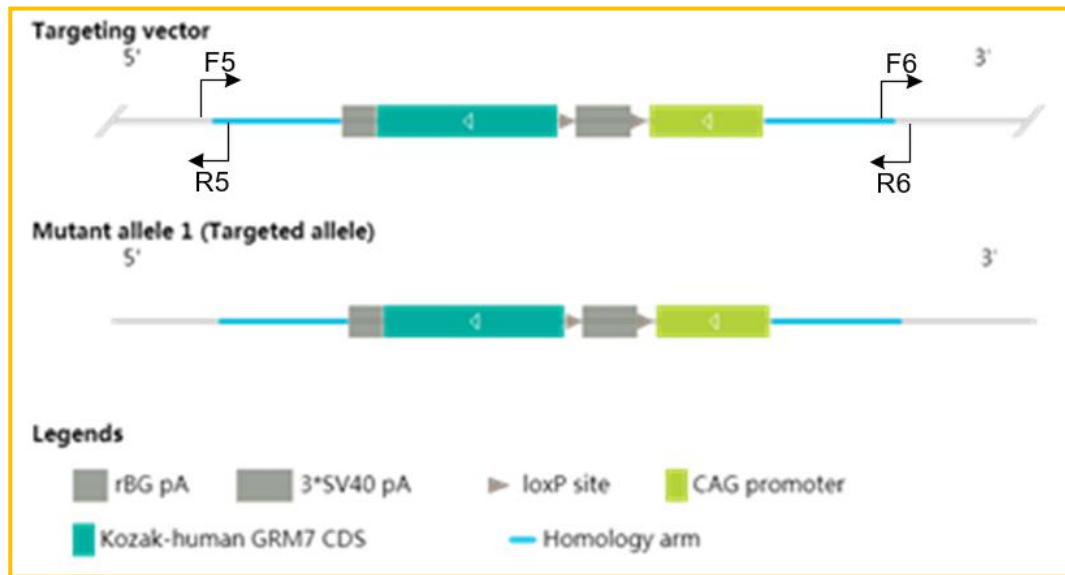 Targeting vector
5' F5 F6 3'
R5 R6
Mutant allele 1 (Targeted allele)
5' 3'
Legends
rBG pA 3*SV40 pA loxP site CAG promoter
Kozak-human GRM7 CDS Homology arm